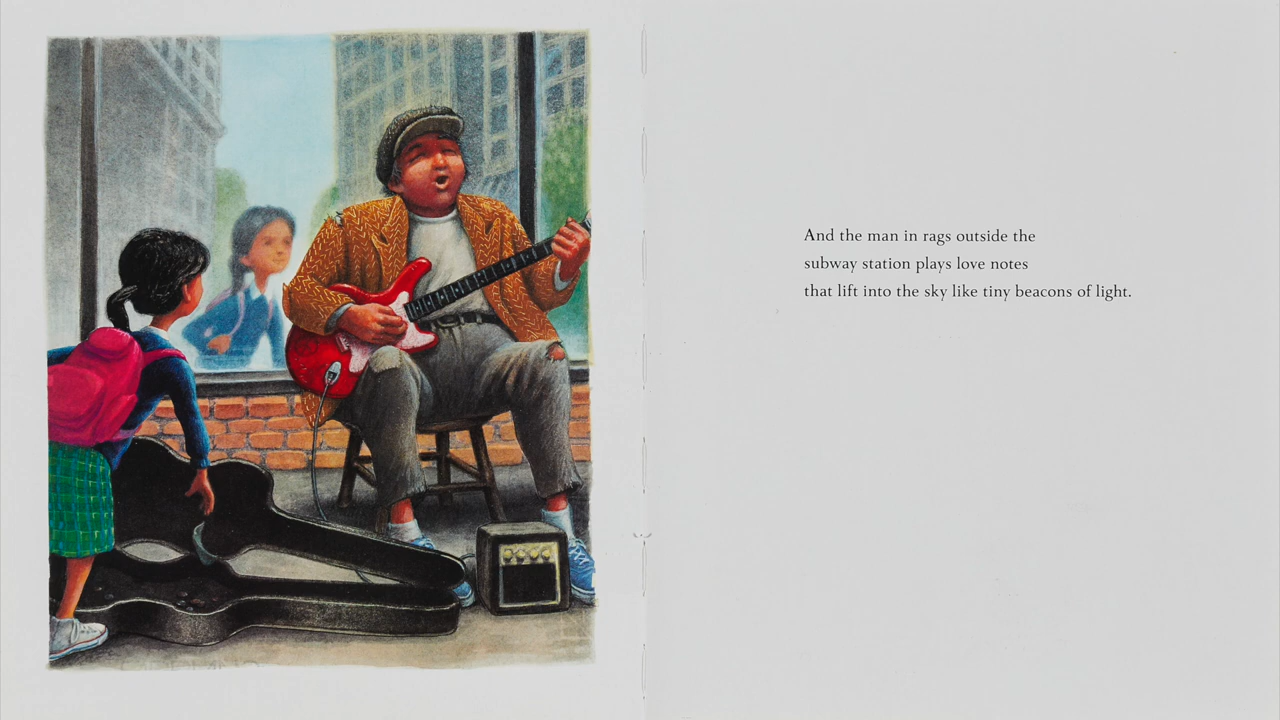 And the man in rags outside the
subway station plays love notes
that lift into the sky like tiny beacons of light.